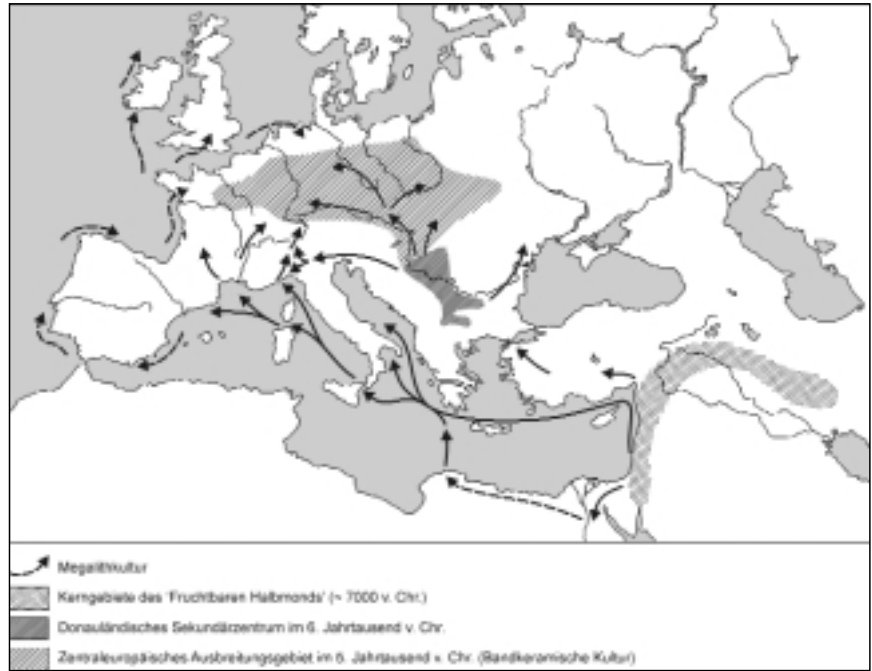 Megalithkultur
Kerngebiete des 'Fruchtbaren Halbmonds' (~ 7000 v. Chr.)
Donauländisches Sekundärzentrum im 6. Jahrtausend v. Chr.
Zentraleuropäisches Ausbreitungsgebiet im 5. Jahrtausend v. Chr. (Bandkeramische Kultur)